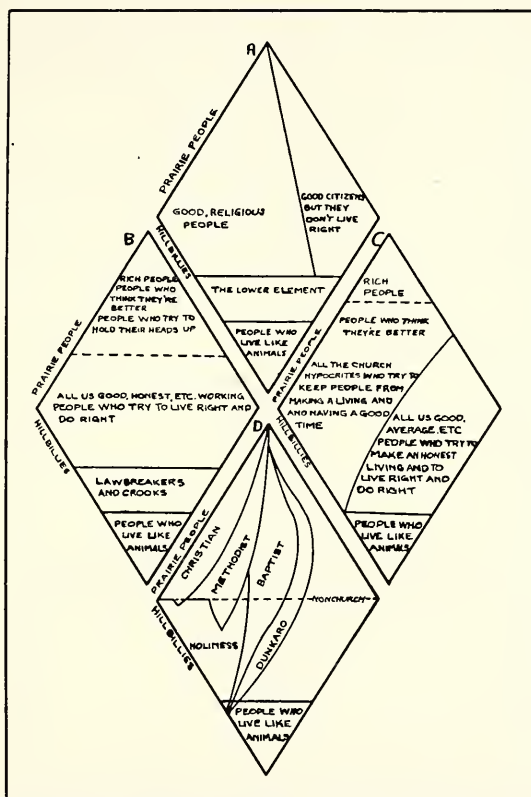 A
PRAIRIE PEOPLE
HILLBILLIES
GOOD, RELIGIOUS
PEOPLE
GOOD CITIZENS
BUT THEY
DON'T LIVE
RIGHT
THE LOWER ELEMENT
PEOPLE WHO
LIVE LIKE
ANIMALS
B
PRAIRIE PEOPLE
HILLBILLIES
RICH PEOPLE
PEOPLE WHO
THINK THEY'RE
BETTER
PEOPLE WHO TRY TO
HOLD THEIR HEADS UP
ALL US GOOD, HONEST, ETC. WORKING
PEOPLE WHO TRY TO LIVE RIGHT AND
DO RIGHT
LAWBREAKERS
AND CROOKS
PEOPLE WHO
LIVE LIKE
ANIMALS
C
PRAIRIE PEOPLE
HILLBILLIES
RICH
PEOPLE
PEOPLE WHO THINK
THEY'RE BETTER
ALL THE CHURCH
HYPOCRITES WHO TRY TO
KEEP PEOPLE FROM
MAKING A LIVING AND
AND HAVING A GOOD
TIME
ALL US GOOD,
AVERAGE, ETC
PEOPLE WHO TRY TO
MAKE AN HONEST
LIVING AND TO
LIVE RIGHT AND
DO RIGHT
PEOPLE WHO
LIVE LIKE
ANIMALS
D
PRAIRIE PEOPLE
HILLBILLIES
CHRISTIAN
METHODIST
BAPTIST
NONCHURCH
HOLINESS
DUNKARD
PEOPLE WHO
LIVE LIKE
ANIMALS